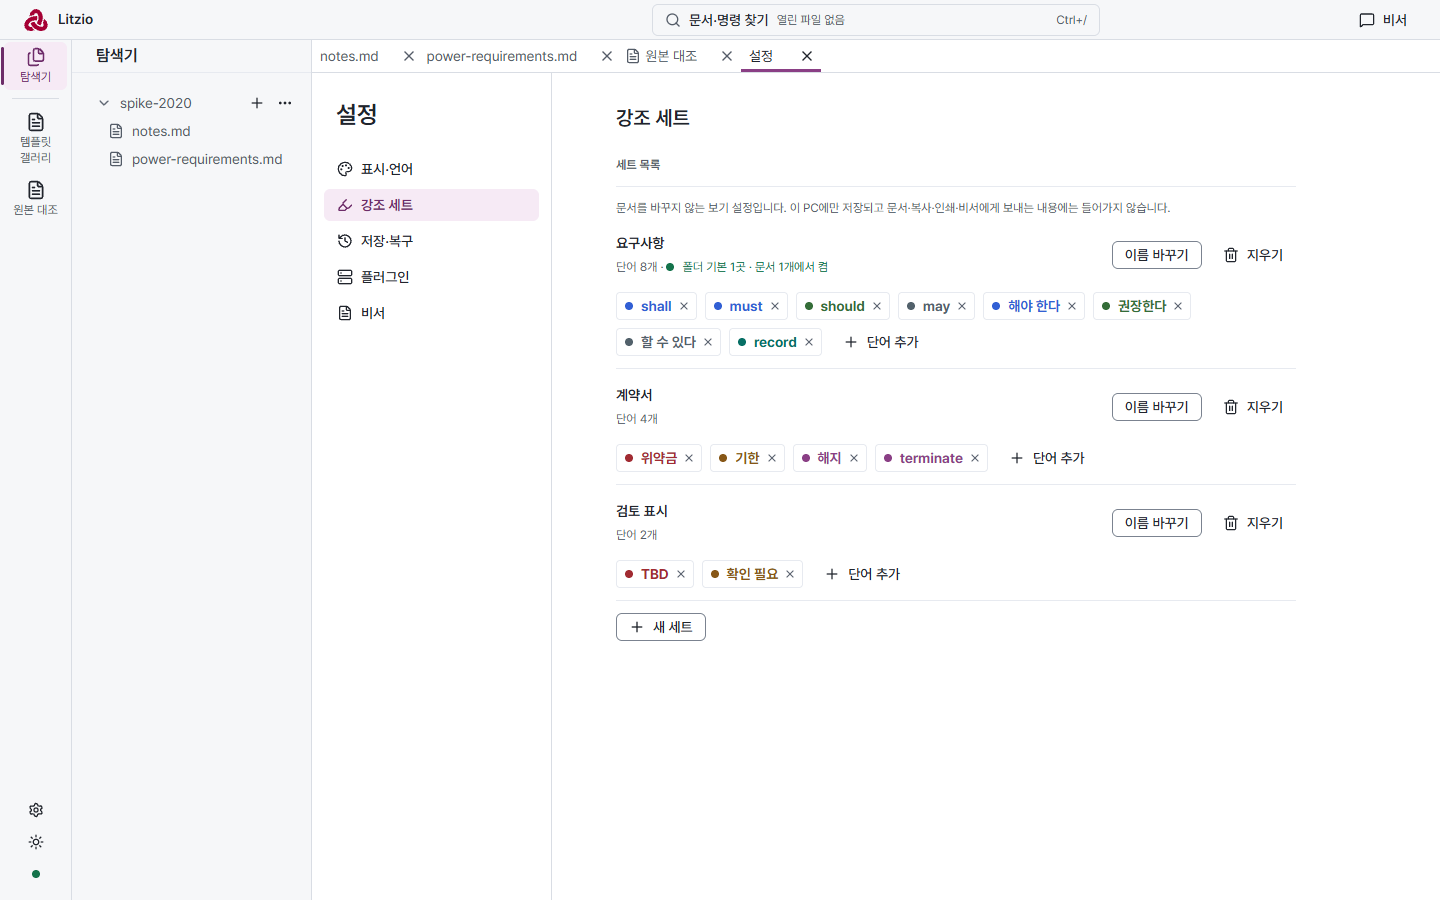 Litzio
문서·명령 찾기 열린 파일 없음 Ctrl+/
비서
탐색기
템플릿
갤러리
원본 대조
탐색기
spike-2020
notes.md
power-requirements.md
notes.md
power-requirements.md
원본 대조
설정
설정
표시·언어
강조 세트
저장·복구
플러그인
비서
강조 세트
세트 목록
문서를 바꾸지 않는 보기 설정입니다. 이 PC에만 저장되고 문서·복사·인쇄·비서에게 보내는 내용에는 들어가지 않습니다.
요구사항
단어 8개 · 폴더 기본 1곳 · 문서 1개에서 켬
이름 바꾸기 지우기
shall must should may 해야 한다 권장한다
할 수 있다 record 단어 추가
계약서
단어 4개
이름 바꾸기 지우기
위약금 기한 해지 terminate 단어 추가
검토 표시
단어 2개
이름 바꾸기 지우기
TBD 확인 필요 단어 추가
새 세트